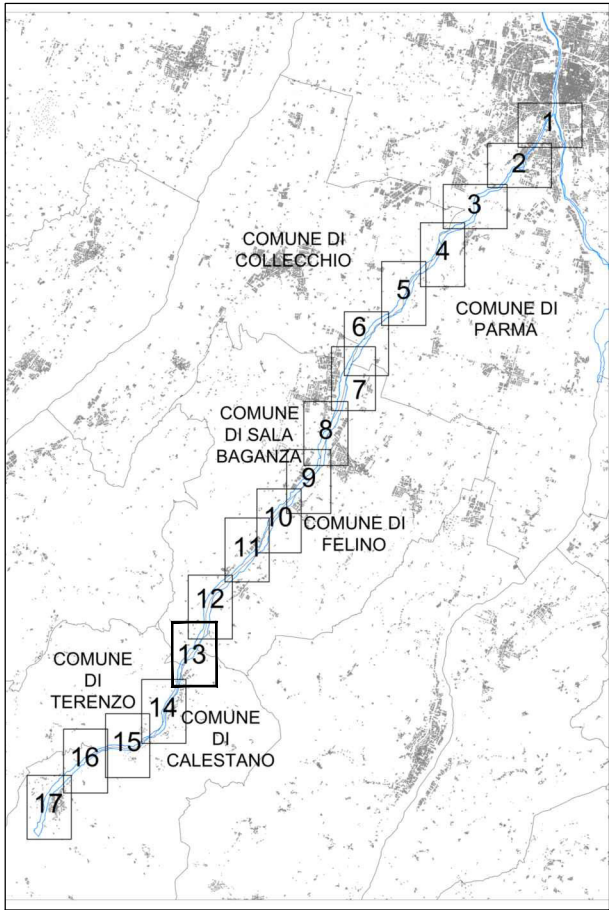 1
2
3
4
COMUNE DI
COLLECCHIO
5
COMUNE DI
PARMA
6
7
COMUNE
DI SALA
BAGANZA
8
9
10
COMUNE DI
FELINO
11
12
13
COMUNE
DI
TERENZO
14
COMUNE
DI
CALESTANO
15
16
17